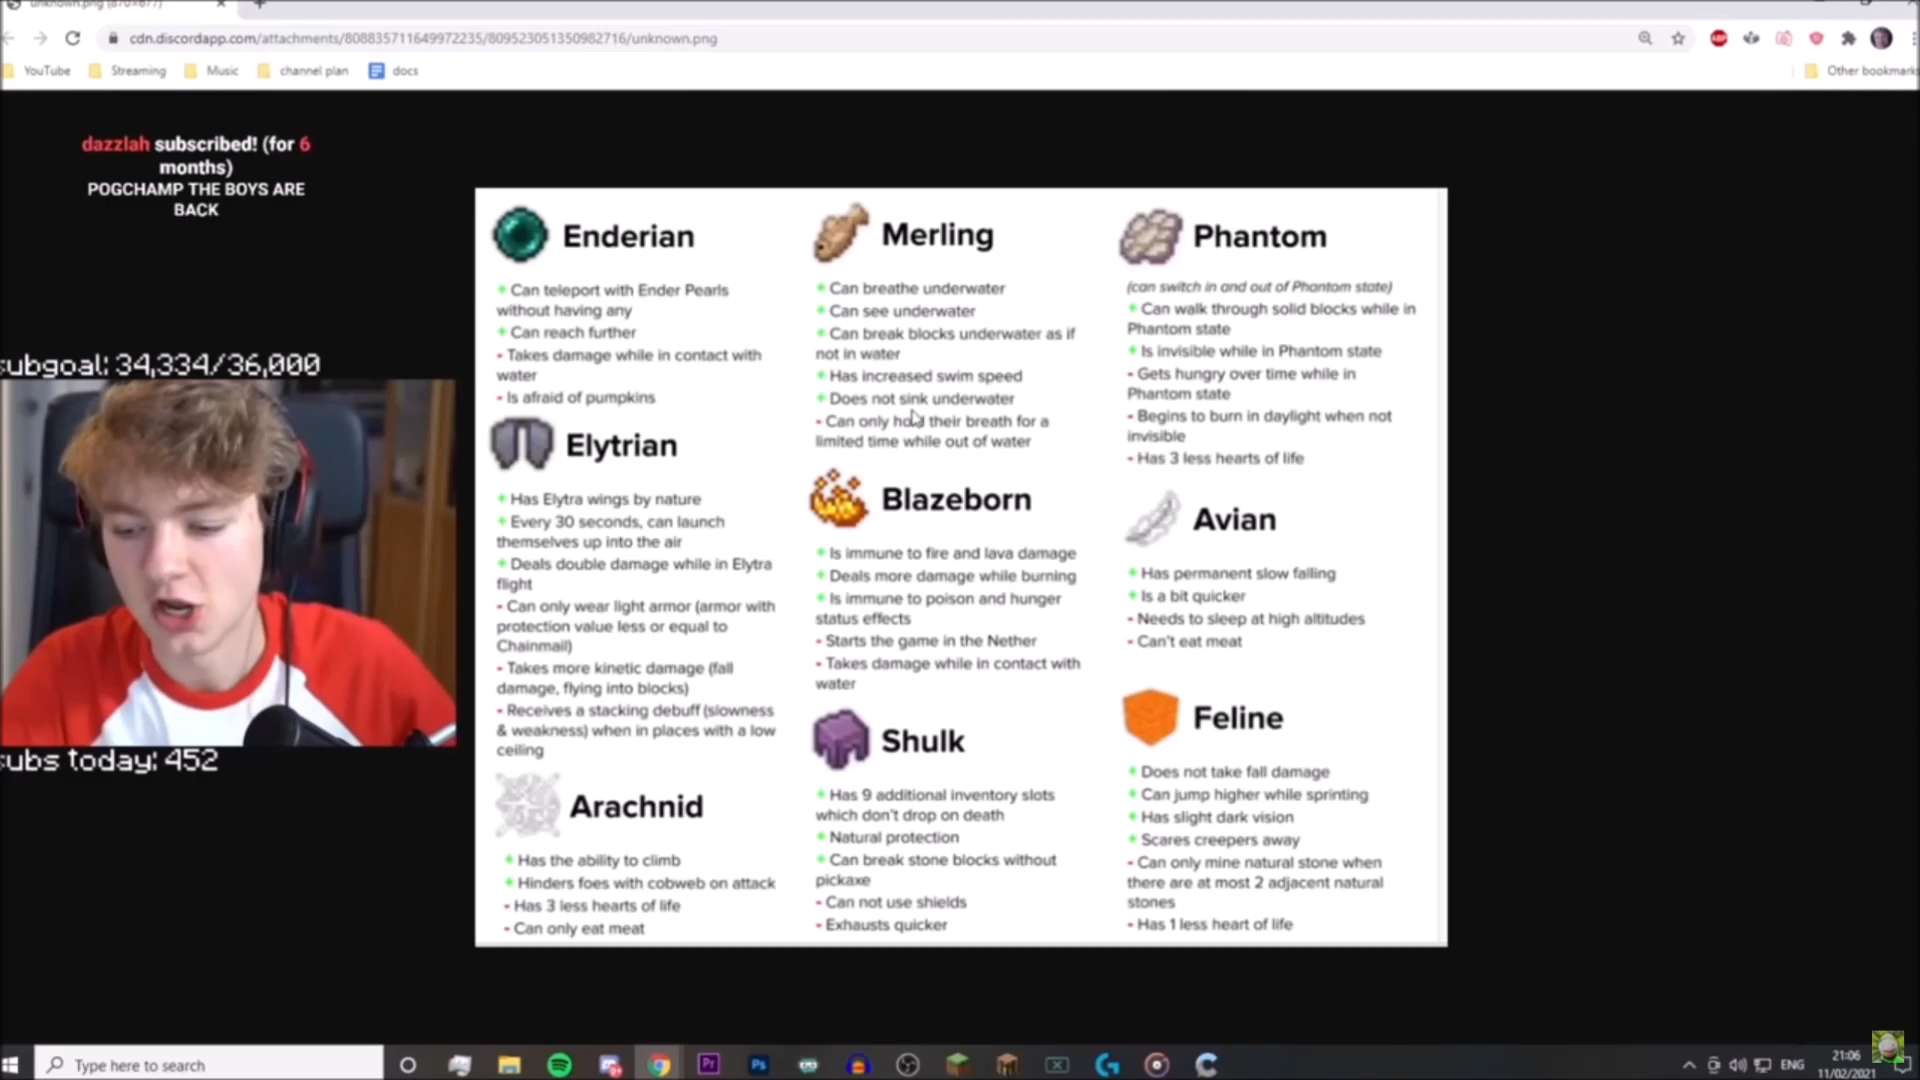 unknown.png (870×677)
cdn.discordapp.com/attachments/808835711649972235/809523051350982716/unknown.png
YouTube
Streaming
Music
channel plan
docs
Other bookmarks
dazzlah subscribed! (for 6
months)
POGCHAMP THE BOYS ARE
BACK
subgoal: 34,334/36,000
subs today: 452
Enderian
+ Can teleport with Ender Pearls
without having any
+ Can reach further
- Takes damage while in contact with
water
- Is afraid of pumpkins
Elytrian
+ Has Elytra wings by nature
+ Every 30 seconds, can launch
themselves up into the air
+ Deals double damage while in Elytra
flight
- Can only wear light armor (armor with
protection value less or equal to
Chainmail)
- Takes more kinetic damage (fall
damage, flying into blocks)
- Receives a stacking debuff (slowness
& weakness) when in places with a low
ceiling
Arachnid
+ Has the ability to climb
+ Hinders foes with cobweb on attack
- Has 3 less hearts of life
- Can only eat meat
Merling
+ Can breathe underwater
+ Can see underwater
+ Can break blocks underwater as if
not in water
+ Has increased swim speed
+ Does not sink underwater
- Can only hold their breath for a
limited time while out of water
Blazeborn
+ Is immune to fire and lava damage
+ Deals more damage while burning
+ Is immune to poison and hunger
status effects
- Starts the game in the Nether
- Takes damage while in contact with
water
Shulk
+ Has 9 additional inventory slots
which don't drop on death
+ Natural protection
+ Can break stone blocks without
pickaxe
- Can not use shields
- Exhausts quicker
Phantom
(can switch in and out of Phantom state)
+ Can walk through solid blocks while in
Phantom state
+ Is invisible while in Phantom state
- Gets hungry over time while in
Phantom state
- Begins to burn in daylight when not
invisible
- Has 3 less hearts of life
Avian
+ Has permanent slow falling
+ Is a bit quicker
- Needs to sleep at high altitudes
- Can't eat meat
Feline
+ Does not take fall damage
+ Can jump higher while sprinting
+ Has slight dark vision
+ Scares creepers away
- Can only mine natural stone when
there are at most 2 adjacent natural
stones
- Has 1 less heart of life
Type here to search
Pr
Ps
ENG
21:06
11/02/2021